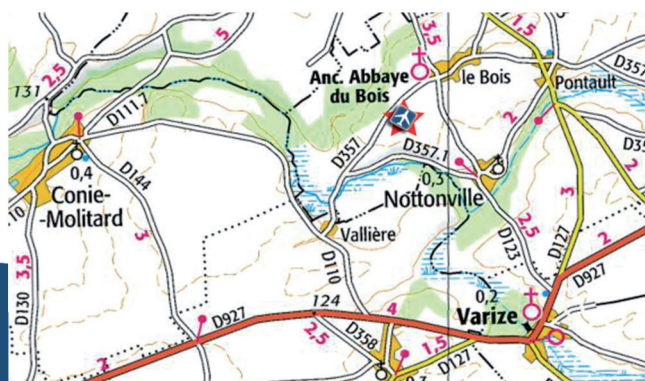 131
2,5
5
3,5
1,5
Anc. Abbaye
du Bois
le Bois
Pontault
D357
D111.7
D357
2
D357.1
0,4
Conie-
-Molitard
10
D144
0,3
Nottonville
3
2
3
Vallière
2,5
D123
D127
2
D927
3,5
D130
D110
0,2
D927
124
4
Varize
2,5
D358
1,5
D127